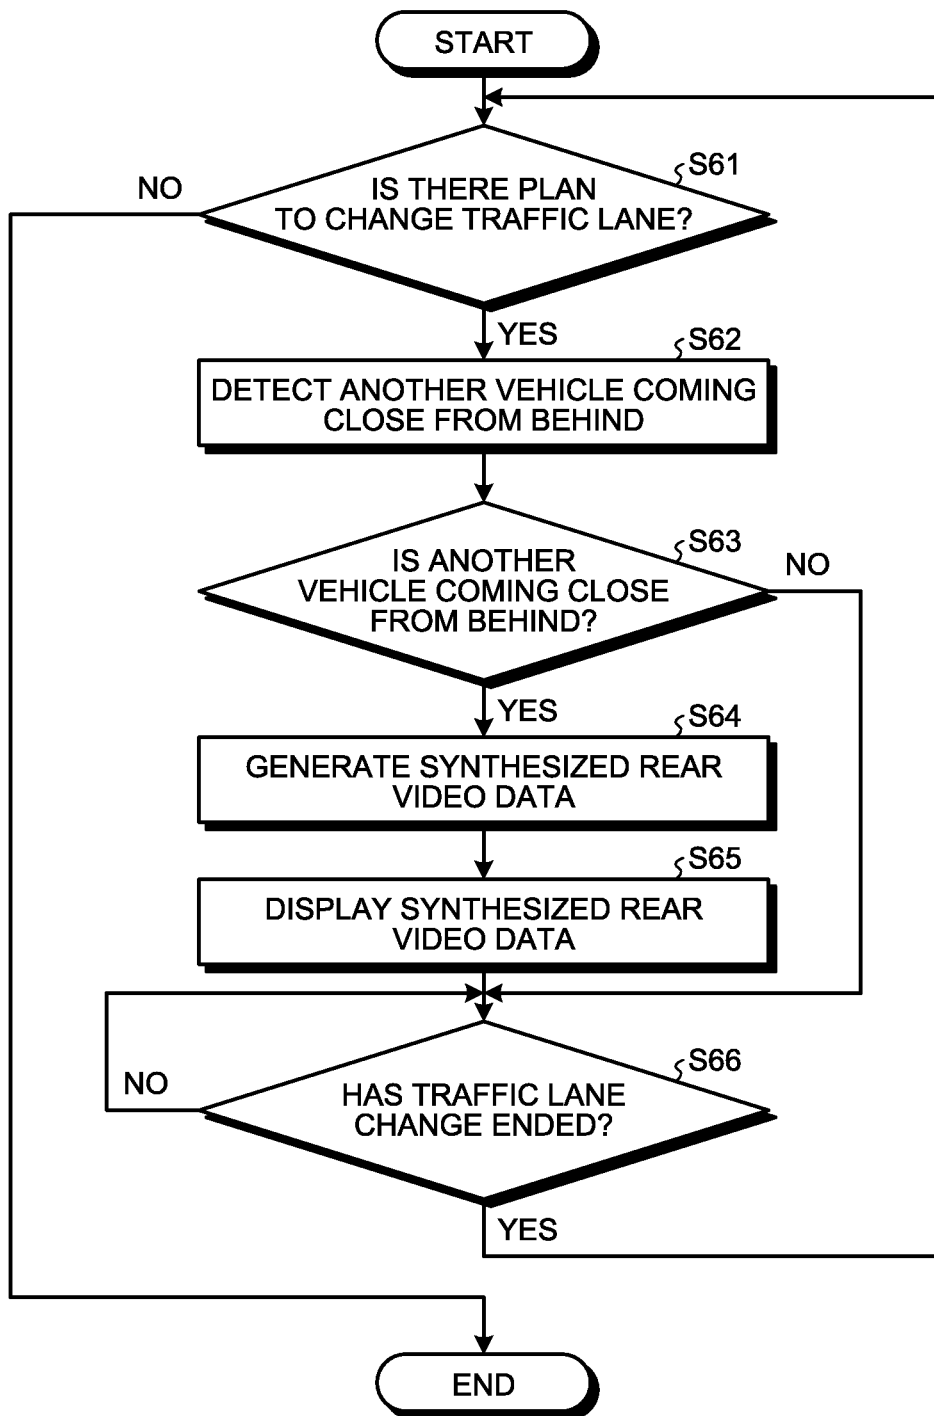 START
S61
NO
IS THERE PLAN
TO CHANGE TRAFFIC LANE?
YES
S62
DETECT ANOTHER VEHICLE COMING
CLOSE FROM BEHIND
S63
IS ANOTHER
VEHICLE COMING CLOSE
FROM BEHIND?
NO
YES
S64
GENERATE SYNTHESIZED REAR
VIDEO DATA
S65
DISPLAY SYNTHESIZED REAR
VIDEO DATA
S66
NO
HAS TRAFFIC LANE
CHANGE ENDED?
YES
END